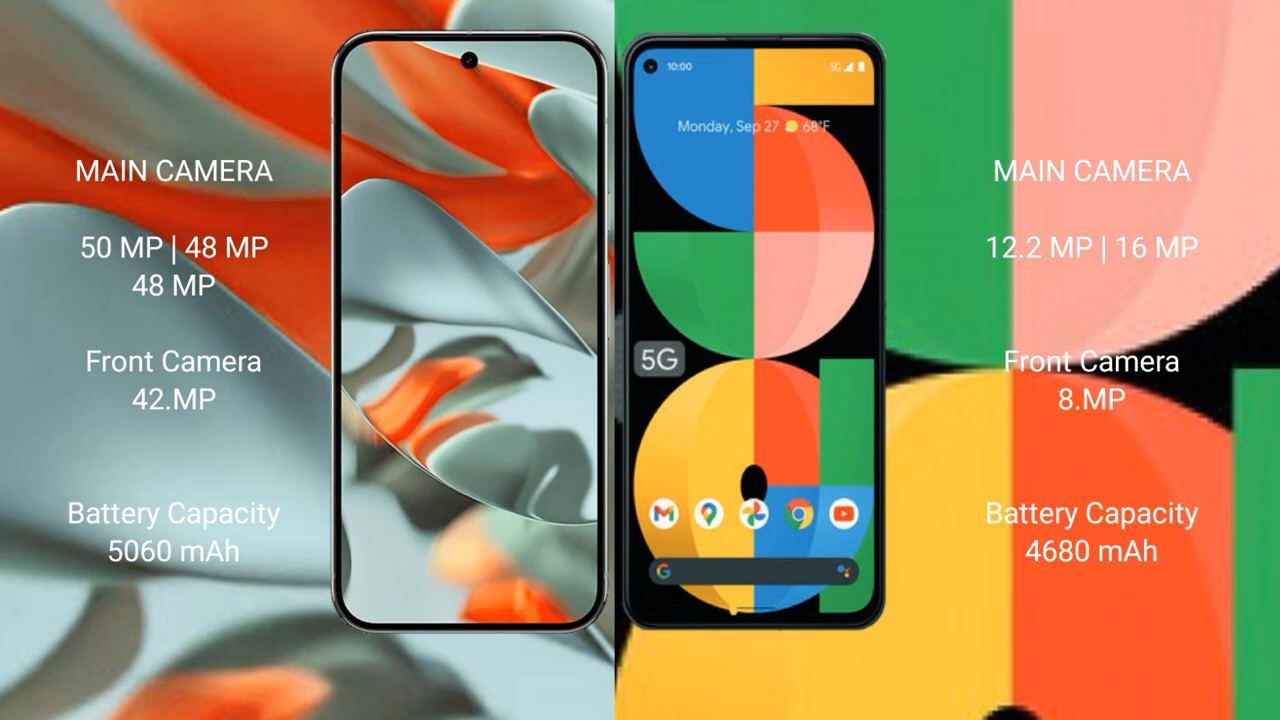 MAIN CAMERA
50 MP | 48 MP
48 MP
Front Camera
42.MP
Battery Capacity
5060 mAh
10:00
5G
Monday, Sep 27 68°F
5G
MAIN CAMERA
12.2 MP | 16 MP
Front Camera
8.MP
Battery Capacity
4680 mAh